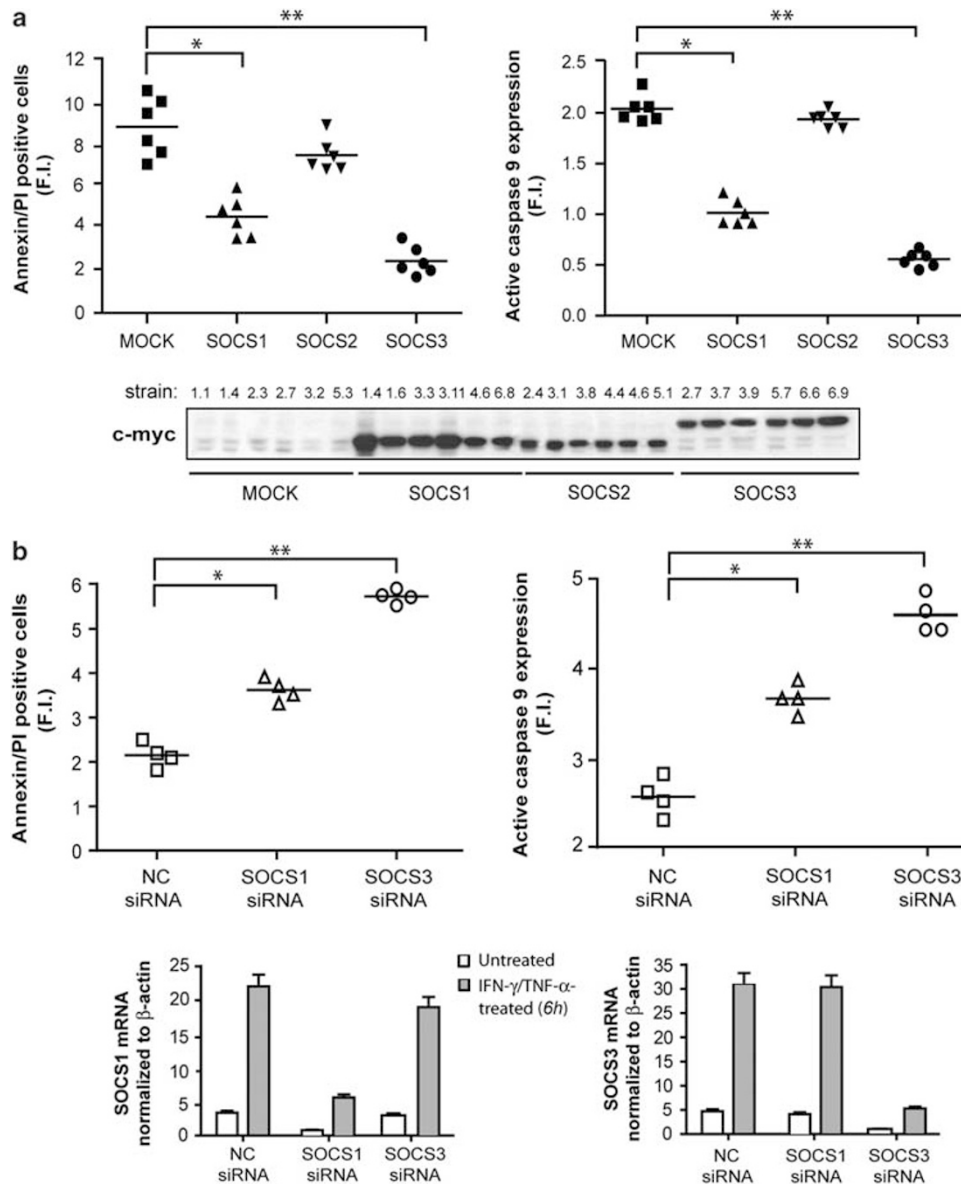 a
**
*
Annexin/PI positive cells
(F.I.)
12
10
8
6
4
2
0
MOCK SOCS1 SOCS2 SOCS3
**
*
Active caspase 9 expression
(F.I.)
2.5
2.0
1.5
1.0
0.5
0.0
MOCK SOCS1 SOCS2 SOCS3
strain: 1.1 1.4 2.3 2.7 3.2 5.3 1.4 1.6 3.3 3.11 4.6 6.8 2.4 3.1 3.8 4.4 4.6 5.1 2.7 3.7 3.9 5.7 6.6 6.9
c-myc
MOCK SOCS1 SOCS2 SOCS3
b
**
*
Annexin/PI positive cells
(F.I.)
6
5
4
3
2
1
0
NC SOCS1 SOCS3
siRNA siRNA siRNA
**
*
Active caspase 9 expression
(F.I.)
5
4
3
2
NC SOCS1 SOCS3
siRNA siRNA siRNA
SOCS1 mRNA
normalized to β-actin
25
20
15
10
5
0
NC SOCS1 SOCS3
siRNA siRNA siRNA
Untreated
IFN-γ/TNF-α-
treated (6h)
SOCS3 mRNA
normalized to β-actin
35
30
25
20
15
10
5
0
NC SOCS1 SOCS3
siRNA siRNA siRNA